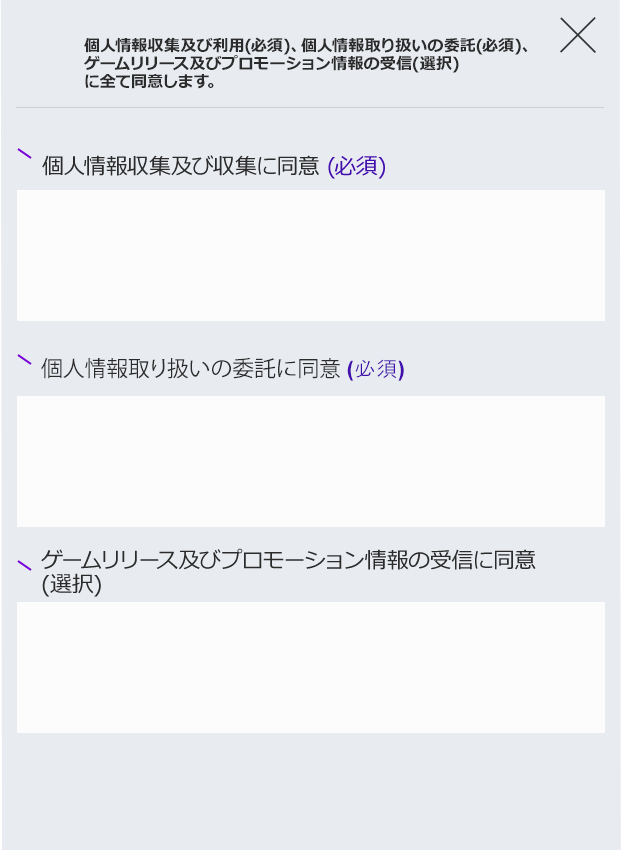 個人情報収集及び利用(必須)、個人情報取り扱いの委託(必須)、
ゲームリリース及びプロモーション情報の受信(選択)
に全て同意します。
個人情報収集及び収集に同意 (必須)
個人情報取り扱いの委託に同意 (必須)
ゲームリリース及びプロモーション情報の受信に同意
(選択)